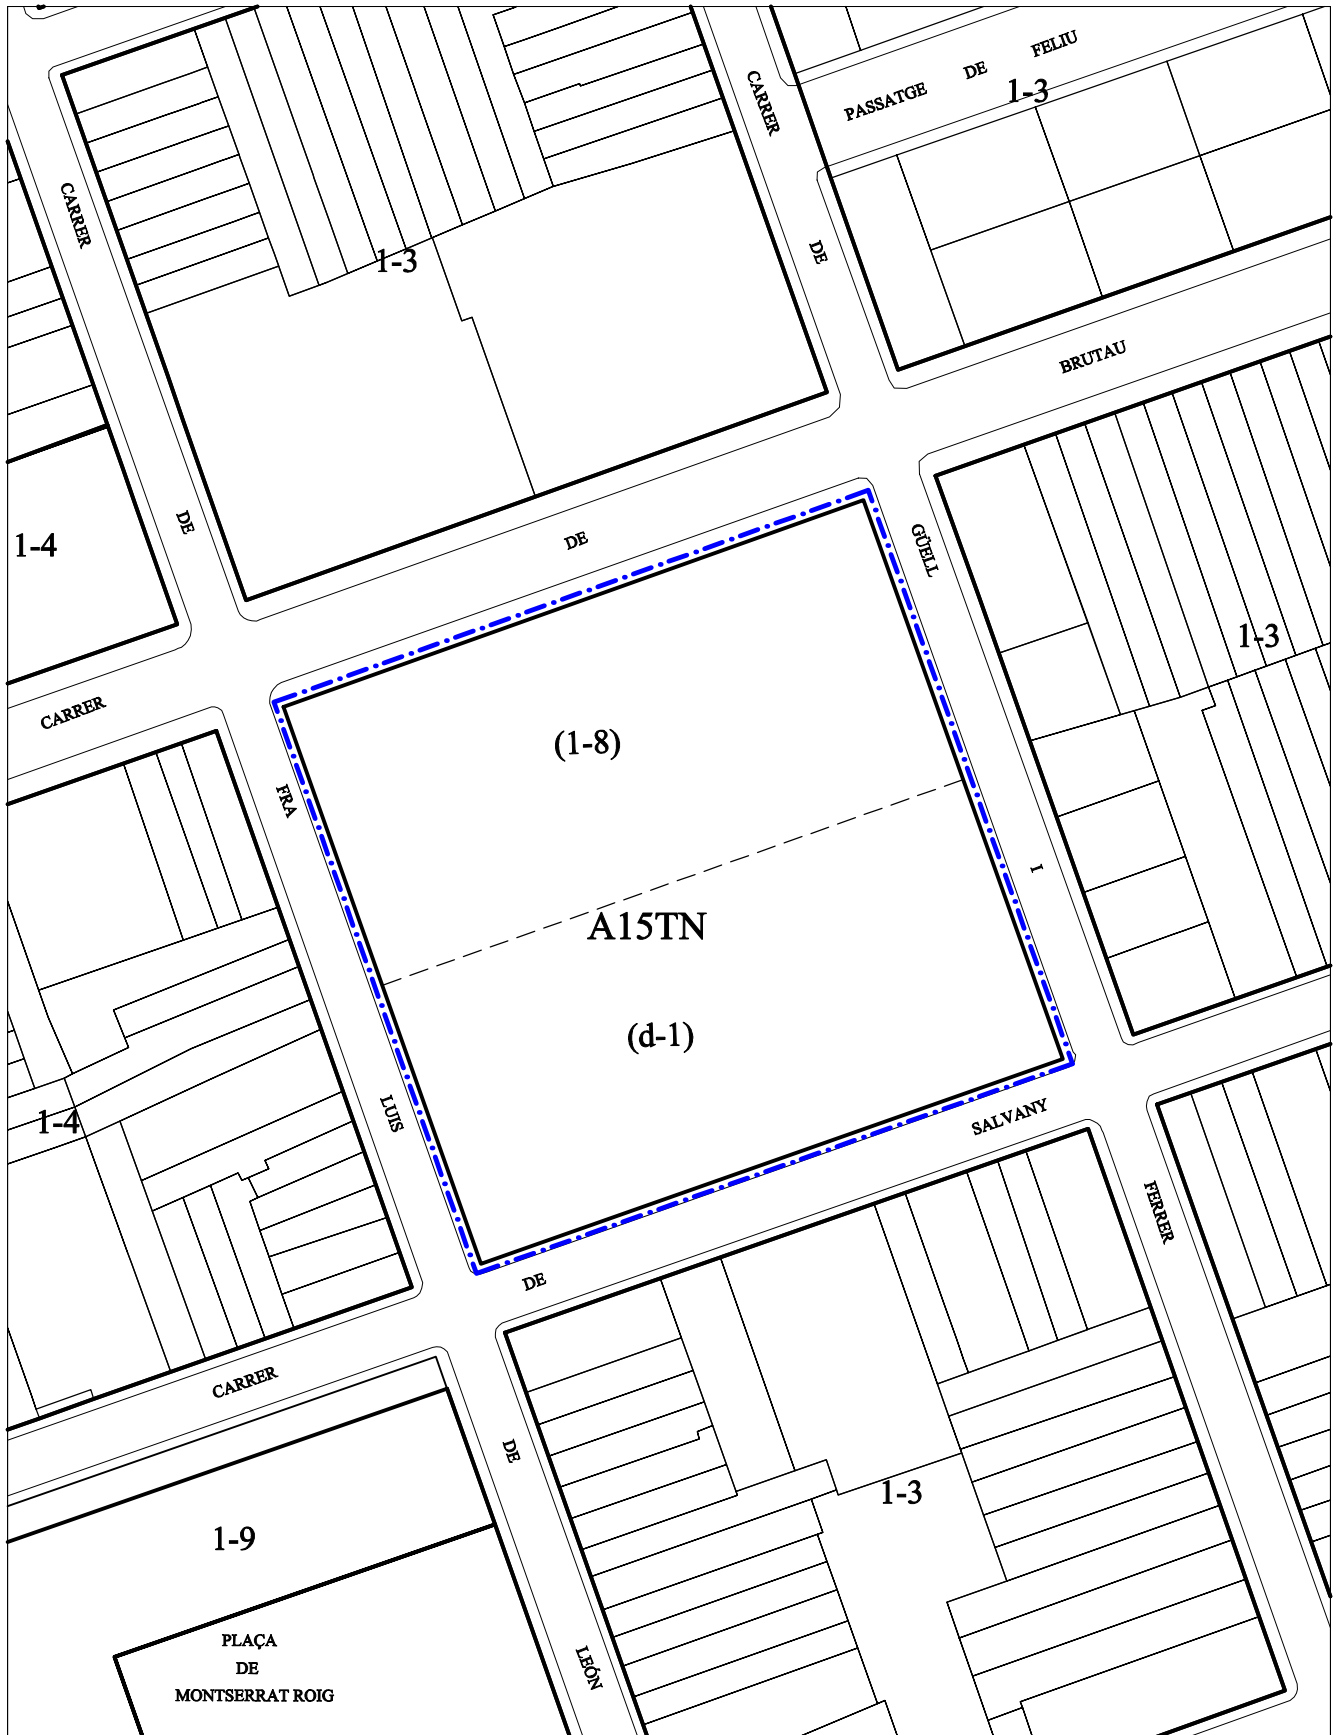 FELIU
DE
PASSATGE
1-3
CARRER
CARRER
DE
1-3
BRUTAU
DE
DE
GÜELL
1-4
1-3
CARRER
(1-8)
FRA
I
A15TN
(d-1)
LUIS
SALVANY
1-4
FERRER
DE
CARRER
DE
1-3
1-9
PLAÇA
DE
MONTSERRAT ROIG
LEÓN